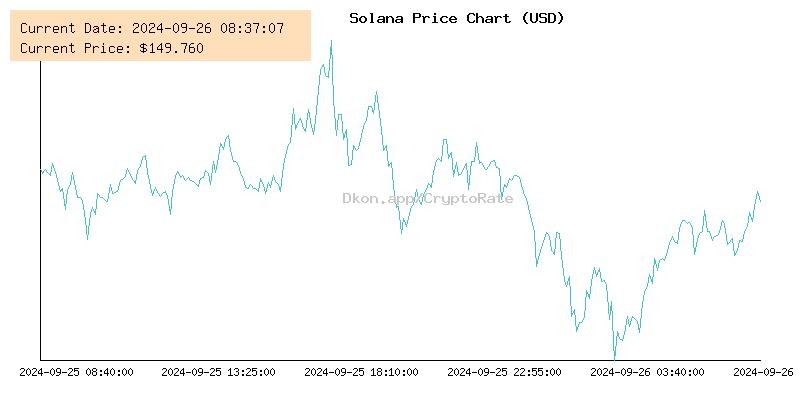 Solana Price Chart (USD)
Current Date: 2024-09-26 08:37:07
Current Price: $149.760
Dkon.app/CryptoRate
2024-09-25 08:40:00 2024-09-25 13:25:00 2024-09-25 18:10:00 2024-09-25 22:55:00 2024-09-26 03:40:00 2024-09-26